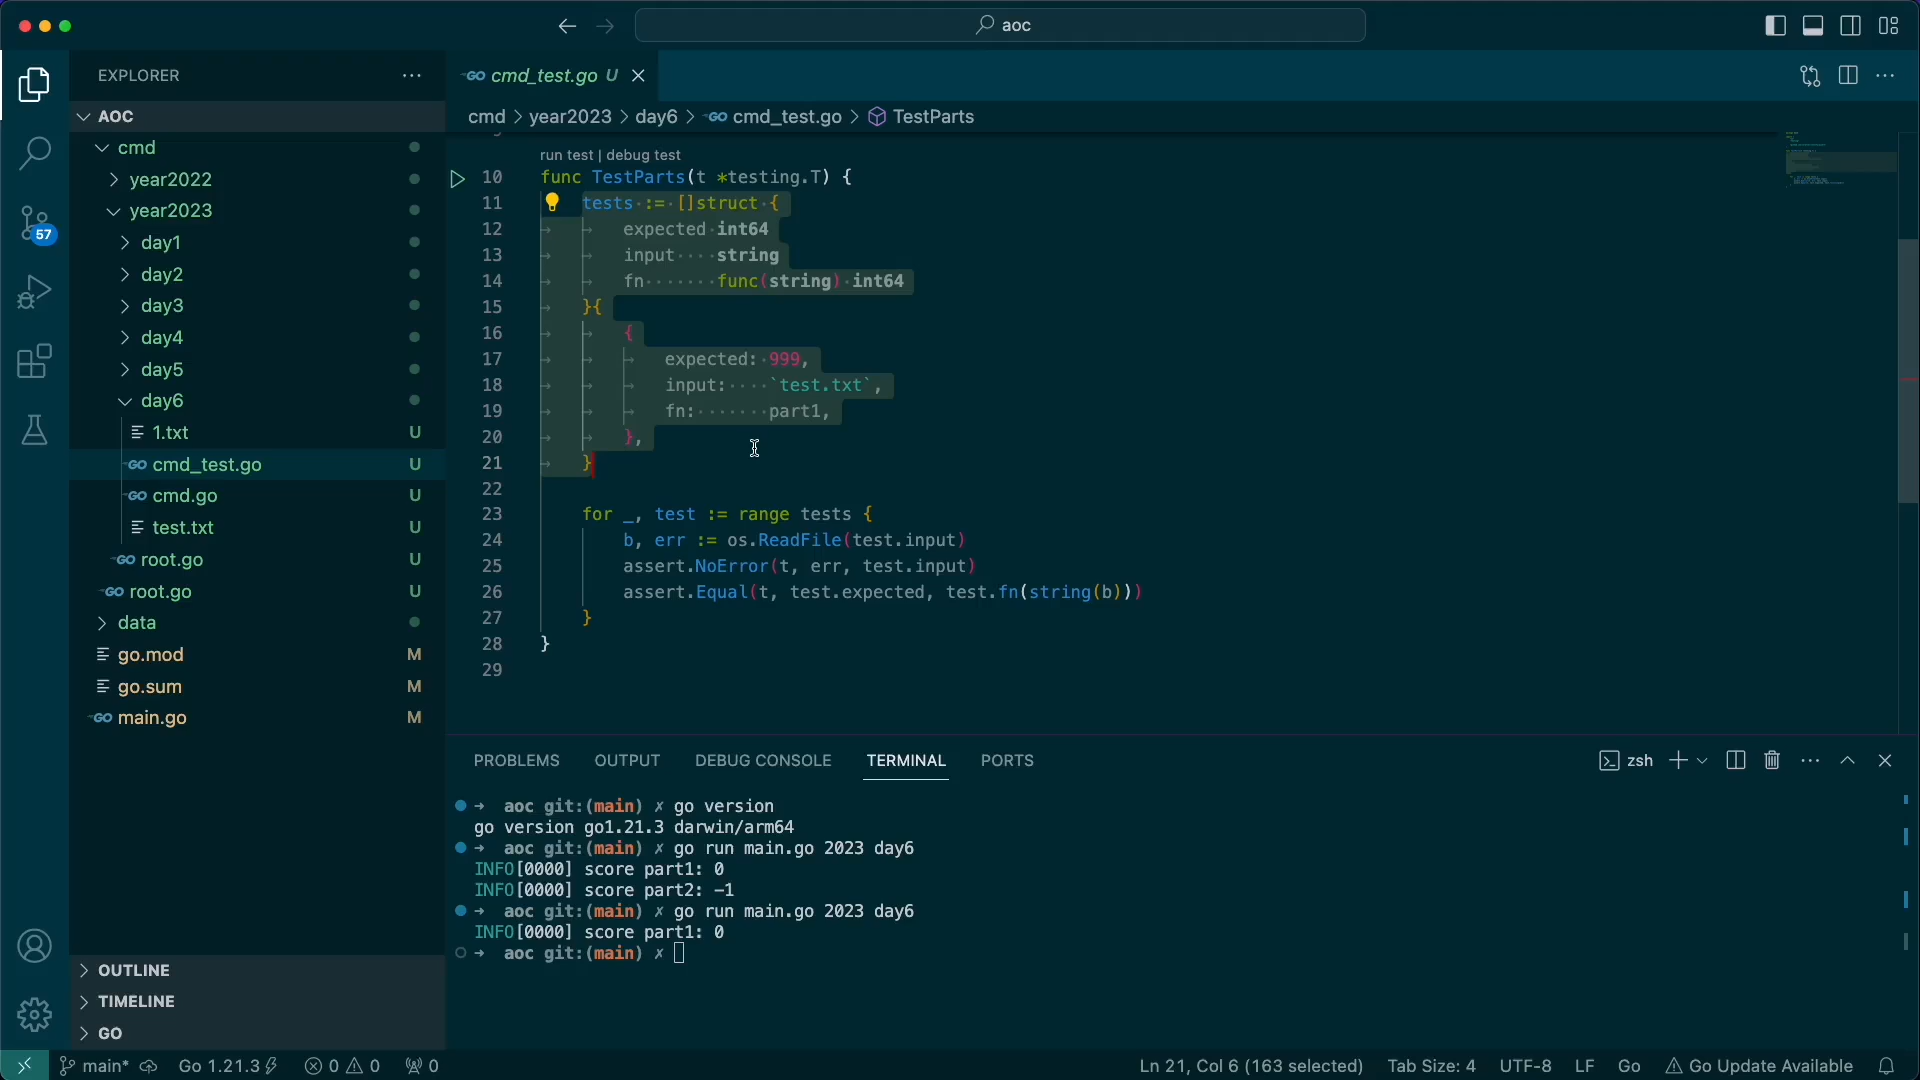 aoc
EXPLORER
AOC
cmd
year2022
year2023
day1
day2
day3
day4
day5
day6
1.txt U
GO cmd_test.go U
GO cmd.go U
test.txt U
GO root.go U
GO root.go U
data
go.mod M
go.sum M
GO main.go M
OUTLINE
TIMELINE
GO
57
GO cmd_test.go U
cmd > year2023 > day6 > GO cmd_test.go > TestParts
run test | debug test
10 func TestParts(t *testing.T) {
11 tests := []struct {
12 expected int64
13 input string
14 fn func(string) int64
15 }{
16 {
17 expected: 999,
18 input: `test.txt`,
19 fn: part1,
20 },
21 }
22
23 for _, test := range tests {
24 b, err := os.ReadFile(test.input)
25 assert.NoError(t, err, test.input)
26 assert.Equal(t, test.expected, test.fn(string(b)))
27 }
28 }
29
PROBLEMS OUTPUT DEBUG CONSOLE TERMINAL PORTS
zsh
→ aoc git:(main) ✗ go version
go version go1.21.3 darwin/arm64
→ aoc git:(main) ✗ go run main.go 2023 day6
INFO[0000] score part1: 0
INFO[0000] score part2: -1
→ aoc git:(main) ✗ go run main.go 2023 day6
INFO[0000] score part1: 0
→ aoc git:(main) ✗
main* Go 1.21.3 0 0 0 Ln 21, Col 6 (163 selected) Tab Size: 4 UTF-8 LF Go Go Update Available